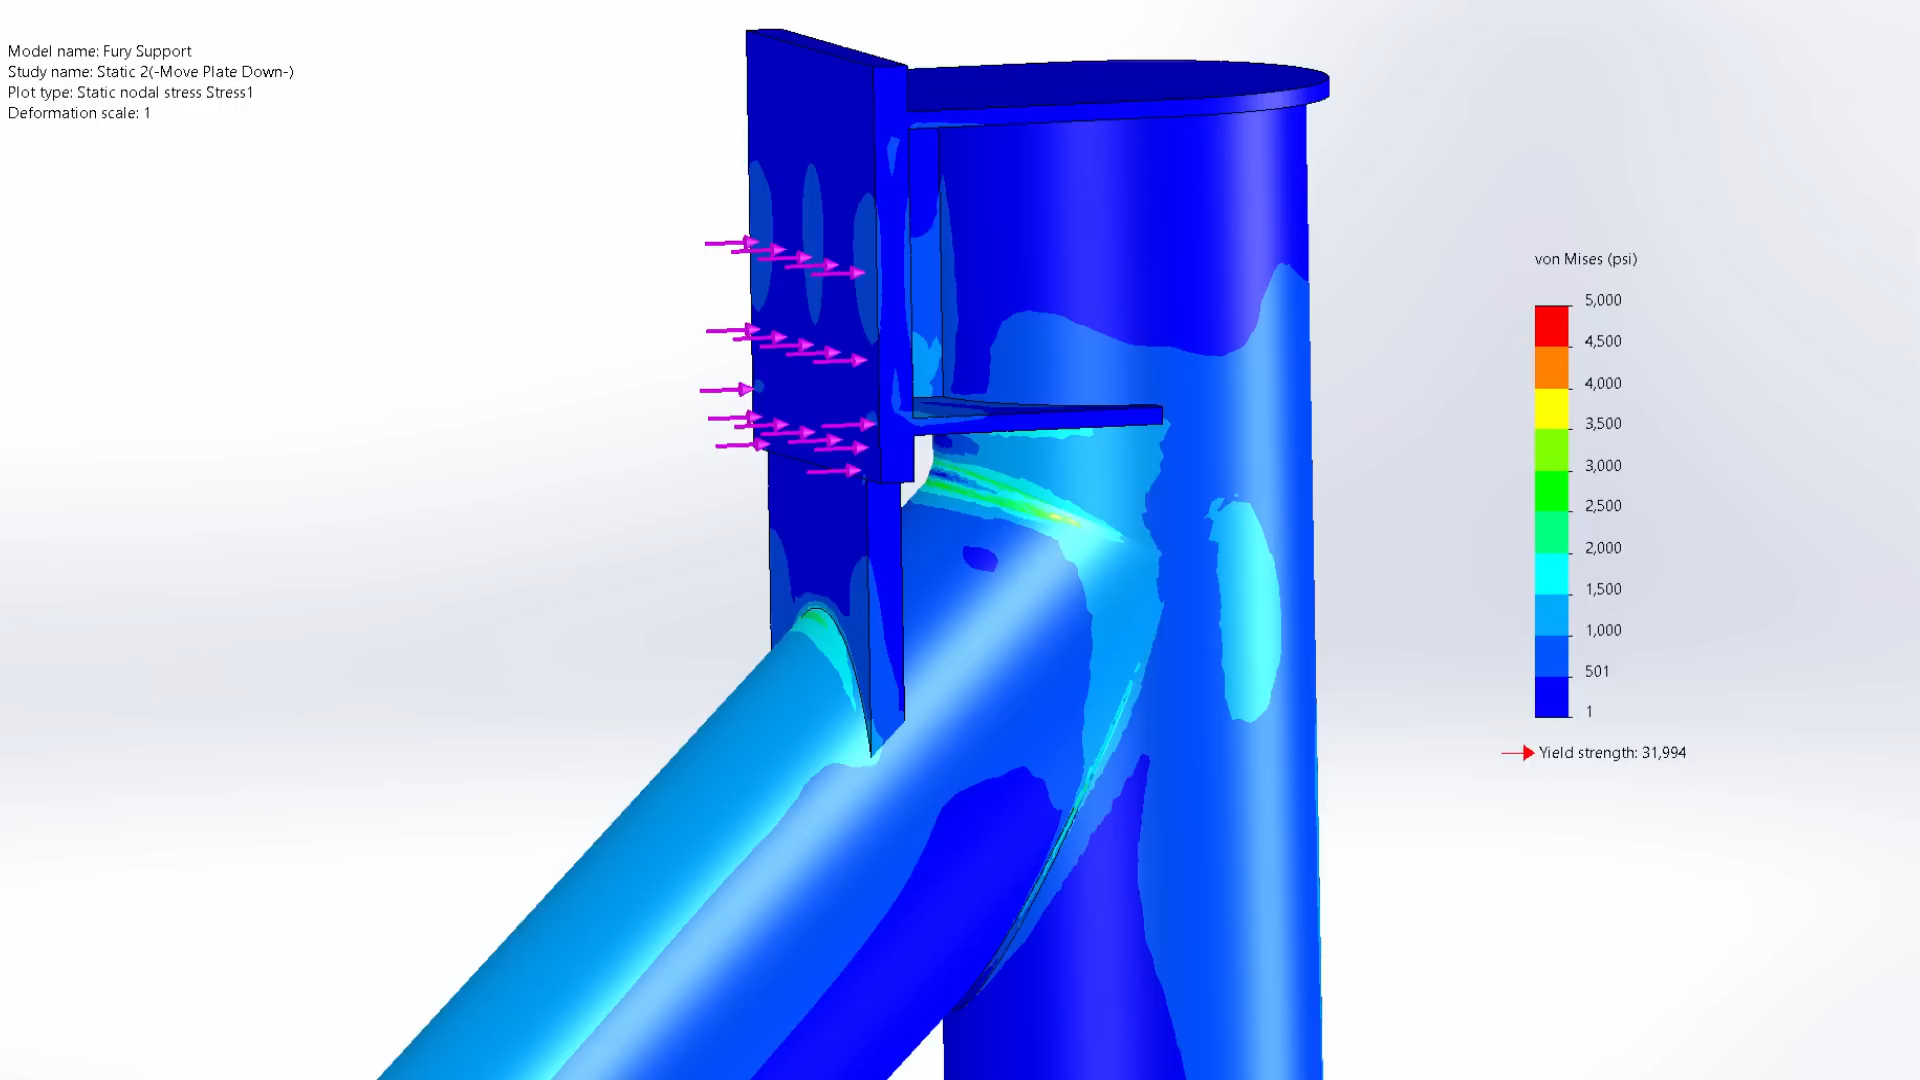 Model name: Fury Support
Study name: Static 2(-Move Plate Down-)
Plot type: Static nodal stress Stress1
Deformation scale: 1
von Mises (psi)
5,000
4,500
4,000
3,500
3,000
2,500
2,000
1,500
1,000
501
1
Yield strength: 31,994